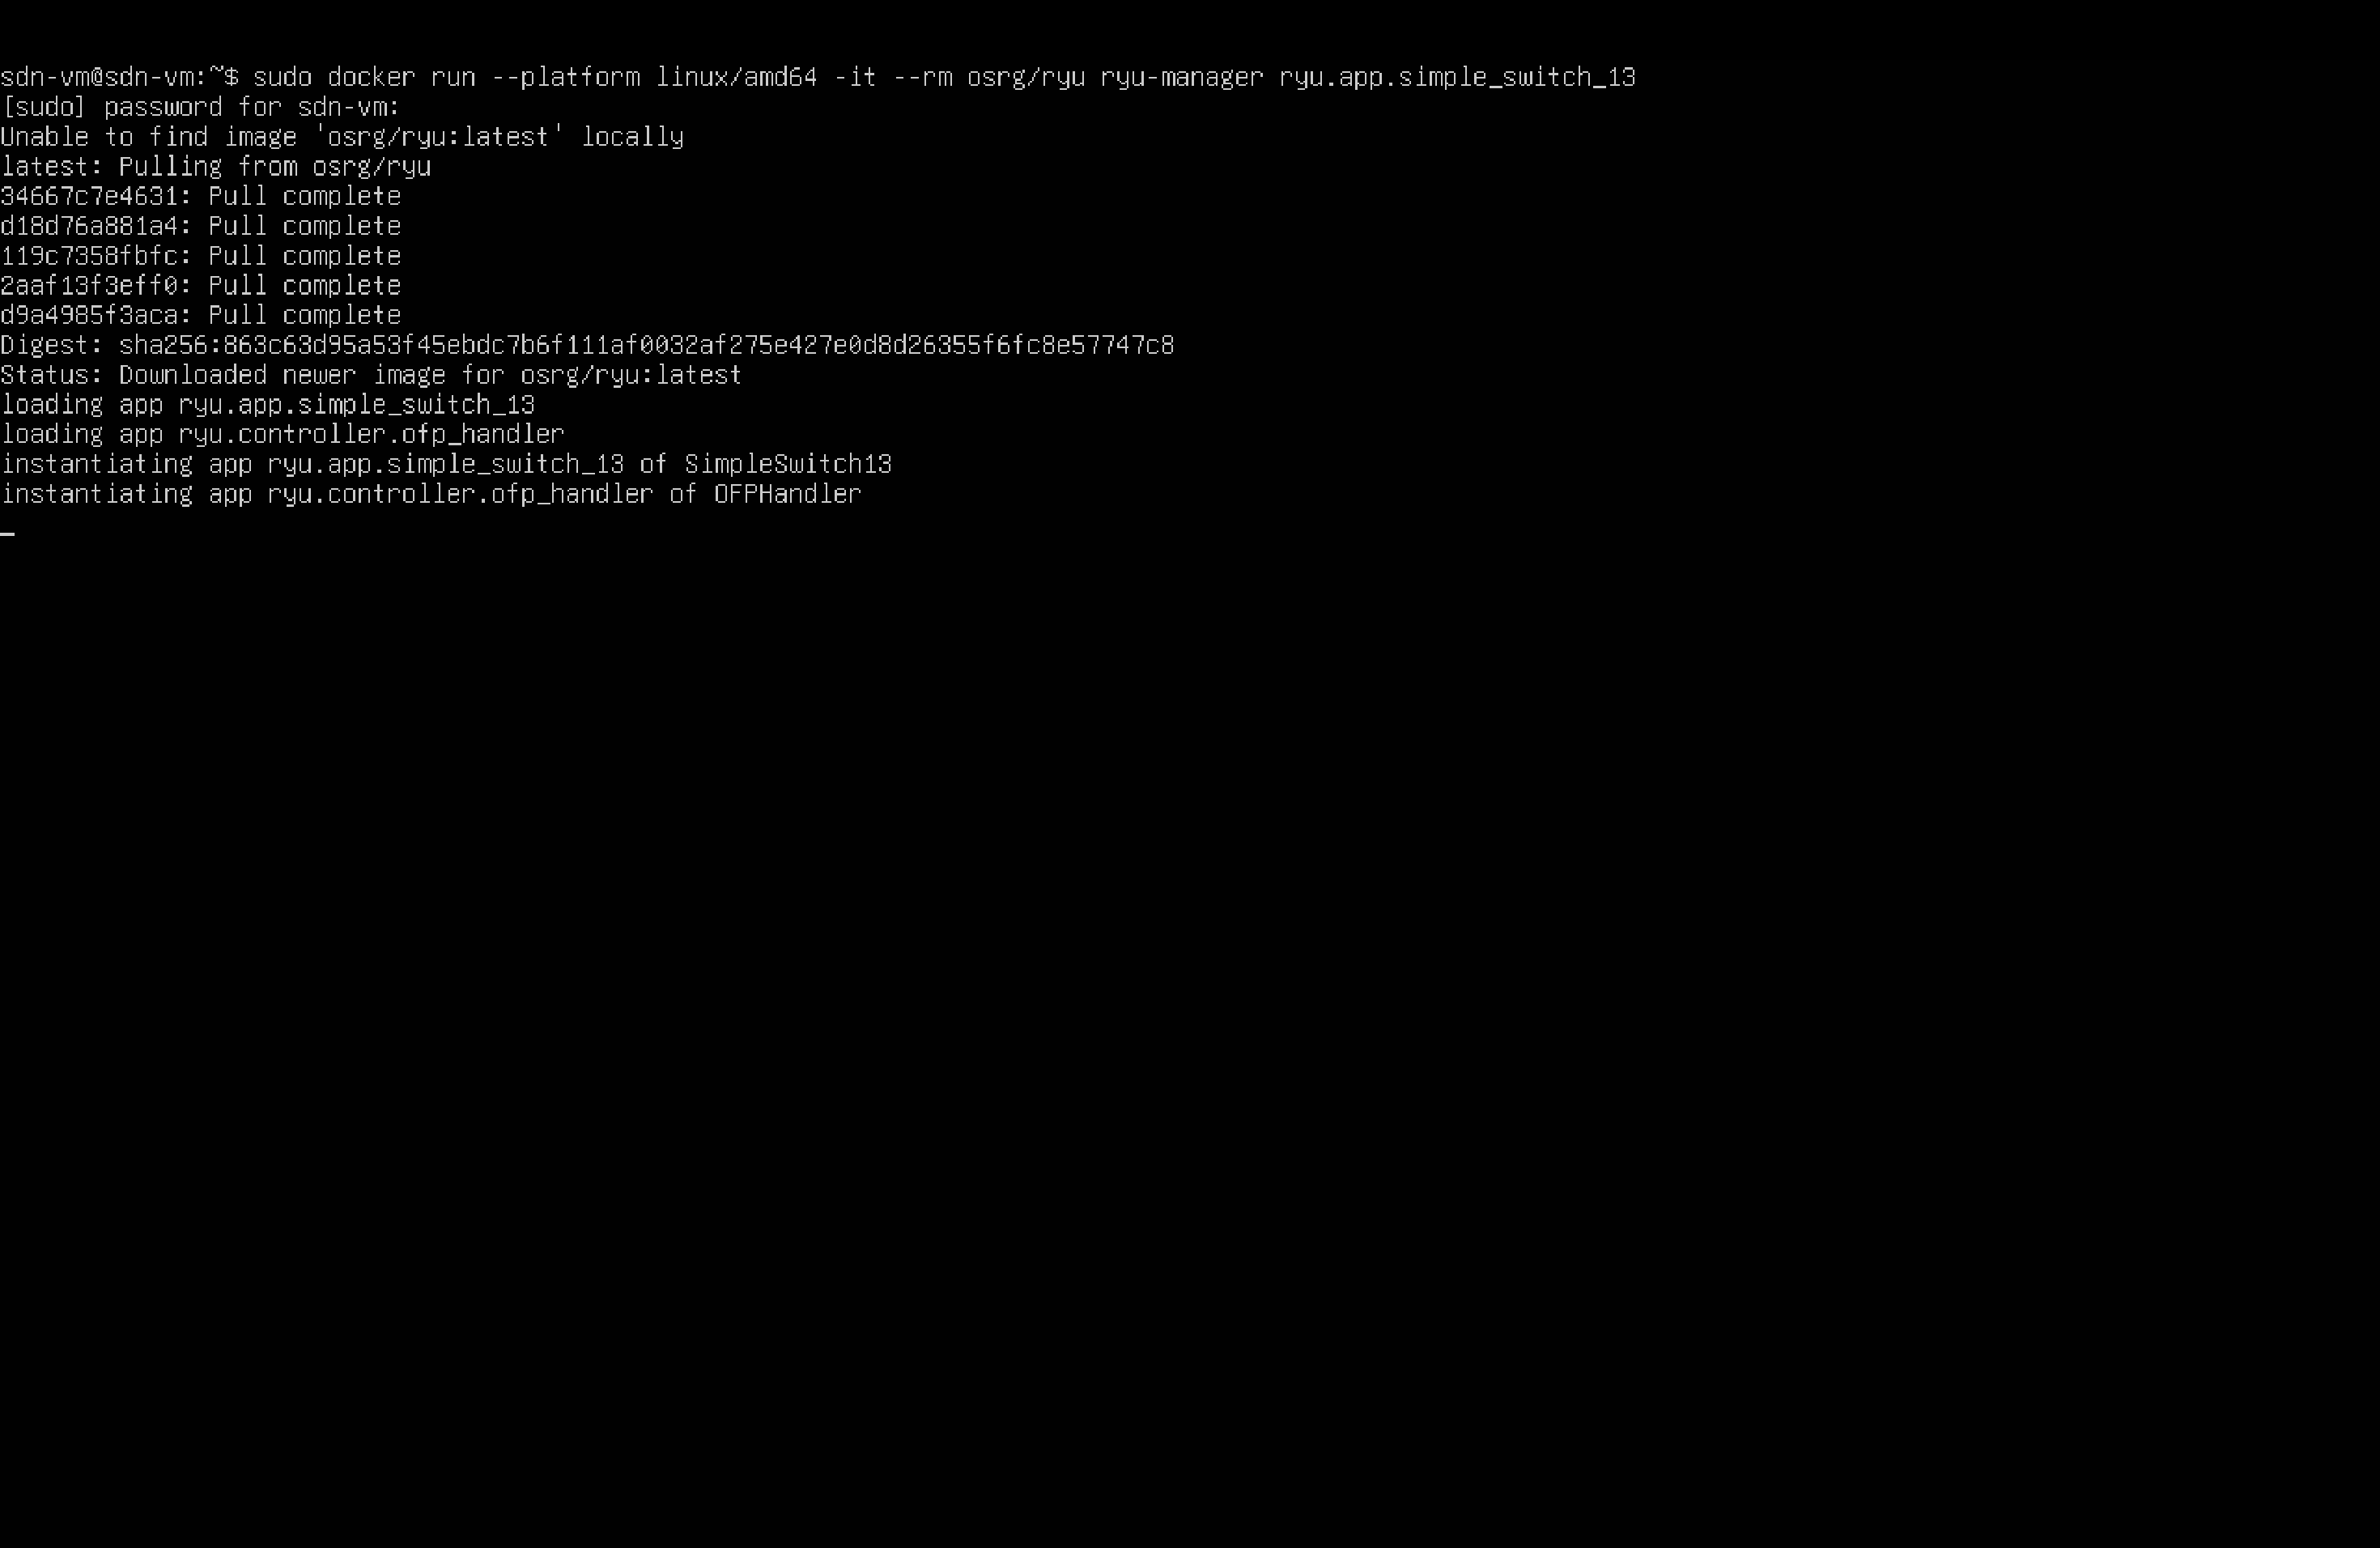 sdn-vm@sdn-vm:~$ sudo docker run --platform linux/amd64 -it --rm osrg/ryu ryu-manager ryu.app.simple_switch_13
[sudo] password for sdn-vm:
Unable to find image 'osrg/ryu:latest' locally
latest: Pulling from osrg/ryu
34667c7e4631: Pull complete
d18d76a881a4: Pull complete
119c7358fbfc: Pull complete
2aaf13f3eff0: Pull complete
d9a4985f3aca: Pull complete
Digest: sha256:863c63d95a53f45ebdc7b6f111af0032af275e427e0d8d26355f6fc8e57747c8
Status: Downloaded newer image for osrg/ryu:latest
loading app ryu.app.simple_switch_13
loading app ryu.controller.ofp_handler
instantiating app ryu.app.simple_switch_13 of SimpleSwitch13
instantiating app ryu.controller.ofp_handler of OFPHandler